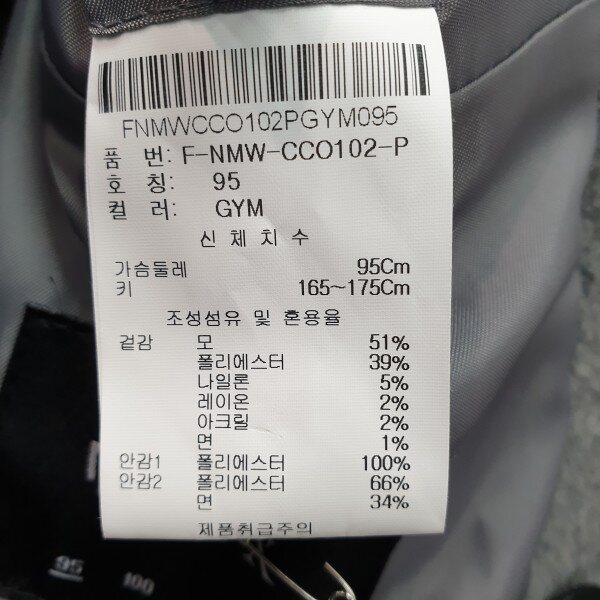 FNMWCCO102PGYM095
품 번: F-NMW-CCO102-P
호 칭: 95
컬 러: GYM
신 체 치 수
가슴둘레 95Cm
키 165~175Cm
조성섬유 및 혼용율
겉감 모 51%
폴리에스터 39%
나일론 5%
레이온 2%
아크릴 2%
면 1%
안감1 폴리에스터 100%
안감2 폴리에스터 66%
면 34%
제품취급주의
95 100